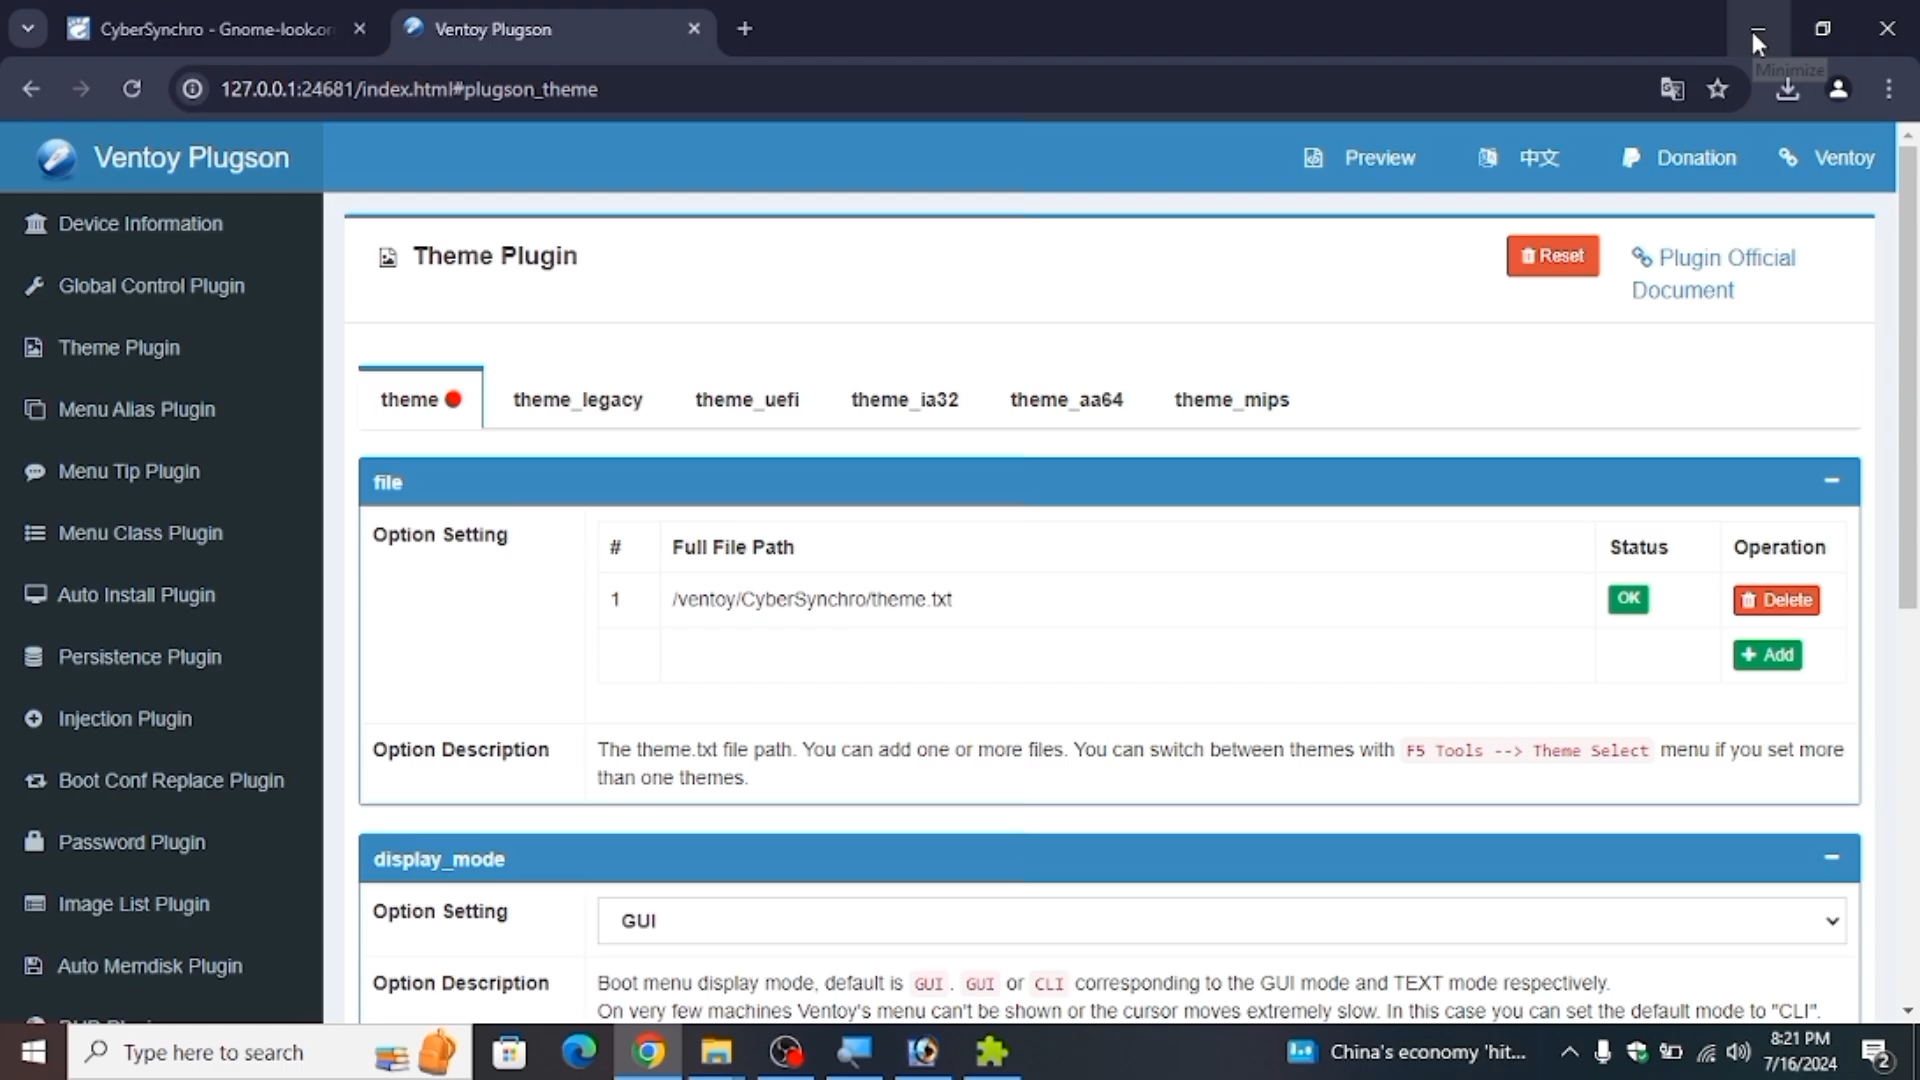 CyberSynchro - Gnome-look.or
Ventoy Plugson
Minimize
127.0.0.1:24681/index.html#plugson_theme
Ventoy Plugson
Preview
中文
Donation
Ventoy
Device Information
Global Control Plugin
Theme Plugin
Menu Alias Plugin
Menu Tip Plugin
Menu Class Plugin
Auto Install Plugin
Persistence Plugin
Injection Plugin
Boot Conf Replace Plugin
Password Plugin
Image List Plugin
Auto Memdisk Plugin
Theme Plugin
Reset
Plugin Official
Document
theme
theme_legacy
theme_uefi
theme_ia32
theme_aa64
theme_mips
file
Option Setting
# Full File Path Status Operation
1 /ventoy/CyberSynchro/theme.txt OK Delete
Add
Option Description
The theme.txt file path. You can add one or more files. You can switch between themes with F5 Tools --> Theme Select menu if you set more
than one themes.
display_mode
Option Setting
GUI
Option Description
Boot menu display mode, default is GUI. GUI or CLI corresponding to the GUI mode and TEXT mode respectively.
On very few machines Ventoy's menu can't be shown or the cursor moves extremely slow. In this case you can set the default mode to "CLI".
Type here to search
China's economy 'hit...
8:21 PM
7/16/2024
2